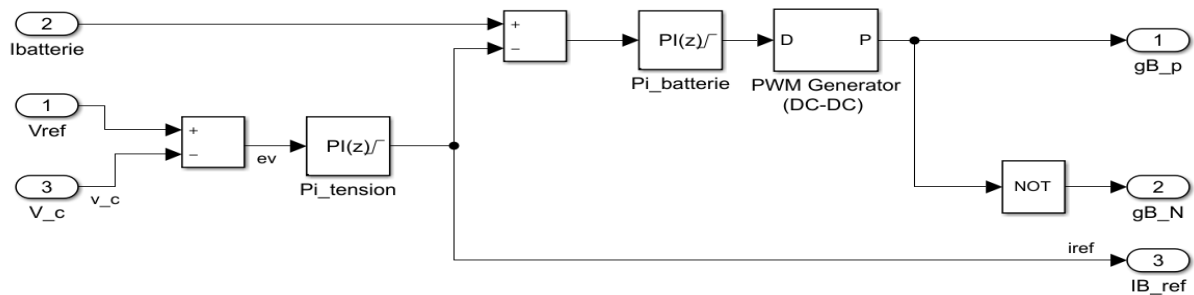 2
Ibatterie
+
−
PI(z)
Pi_batterie
D P
PWM Generator
(DC-DC)
1
gB_p
1
Vref
+
−
ev
PI(z)
Pi_tension
3
V_c
v_c
NOT
2
gB_N
iref
3
IB_ref